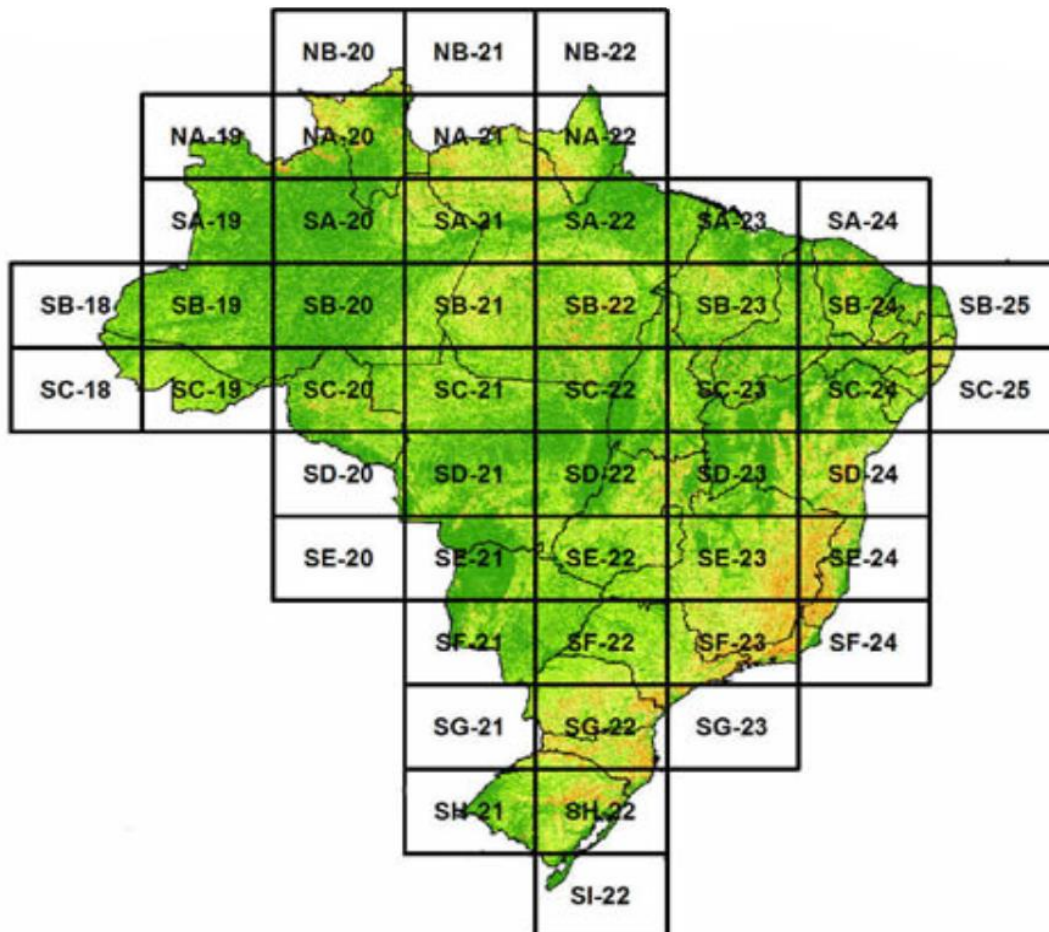 NB-20 NB-21 NB-22
NA-19 NA-20 NA-21 NA-22
SA-19 SA-20 SA-21 SA-22 SA-23 SA-24
SB-18 SB-19 SB-20 SB-21 SB-22 SB-23 SB-24 SB-25
SC-18 SC-19 SC-20 SC-21 SC-22 SC-23 SC-24 SC-25
SD-20 SD-21 SD-22 SD-23 SD-24
SE-20 SE-21 SE-22 SE-23 SE-24
SF-21 SF-22 SF-23 SF-24
SG-21 SG-22 SG-23
SH-21 SH-22
SI-22